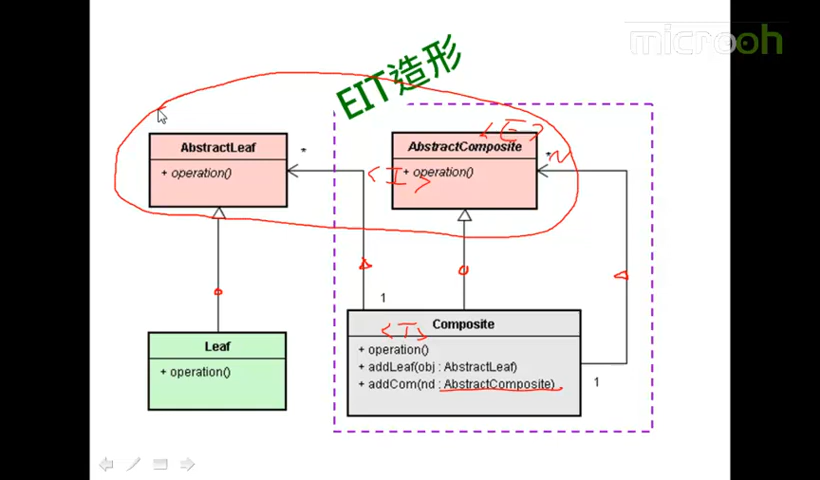 microoh
EIT造形
<E>
AbstractLeaf
+ operation()
*
AbstractComposite
+ operation()
*
N
<I>
1
Composite
<T>
+ operation()
+ addLeaf(obj : AbstractLeaf)
+ addCom(nd : AbstractComposite)
1
Leaf
+ operation()